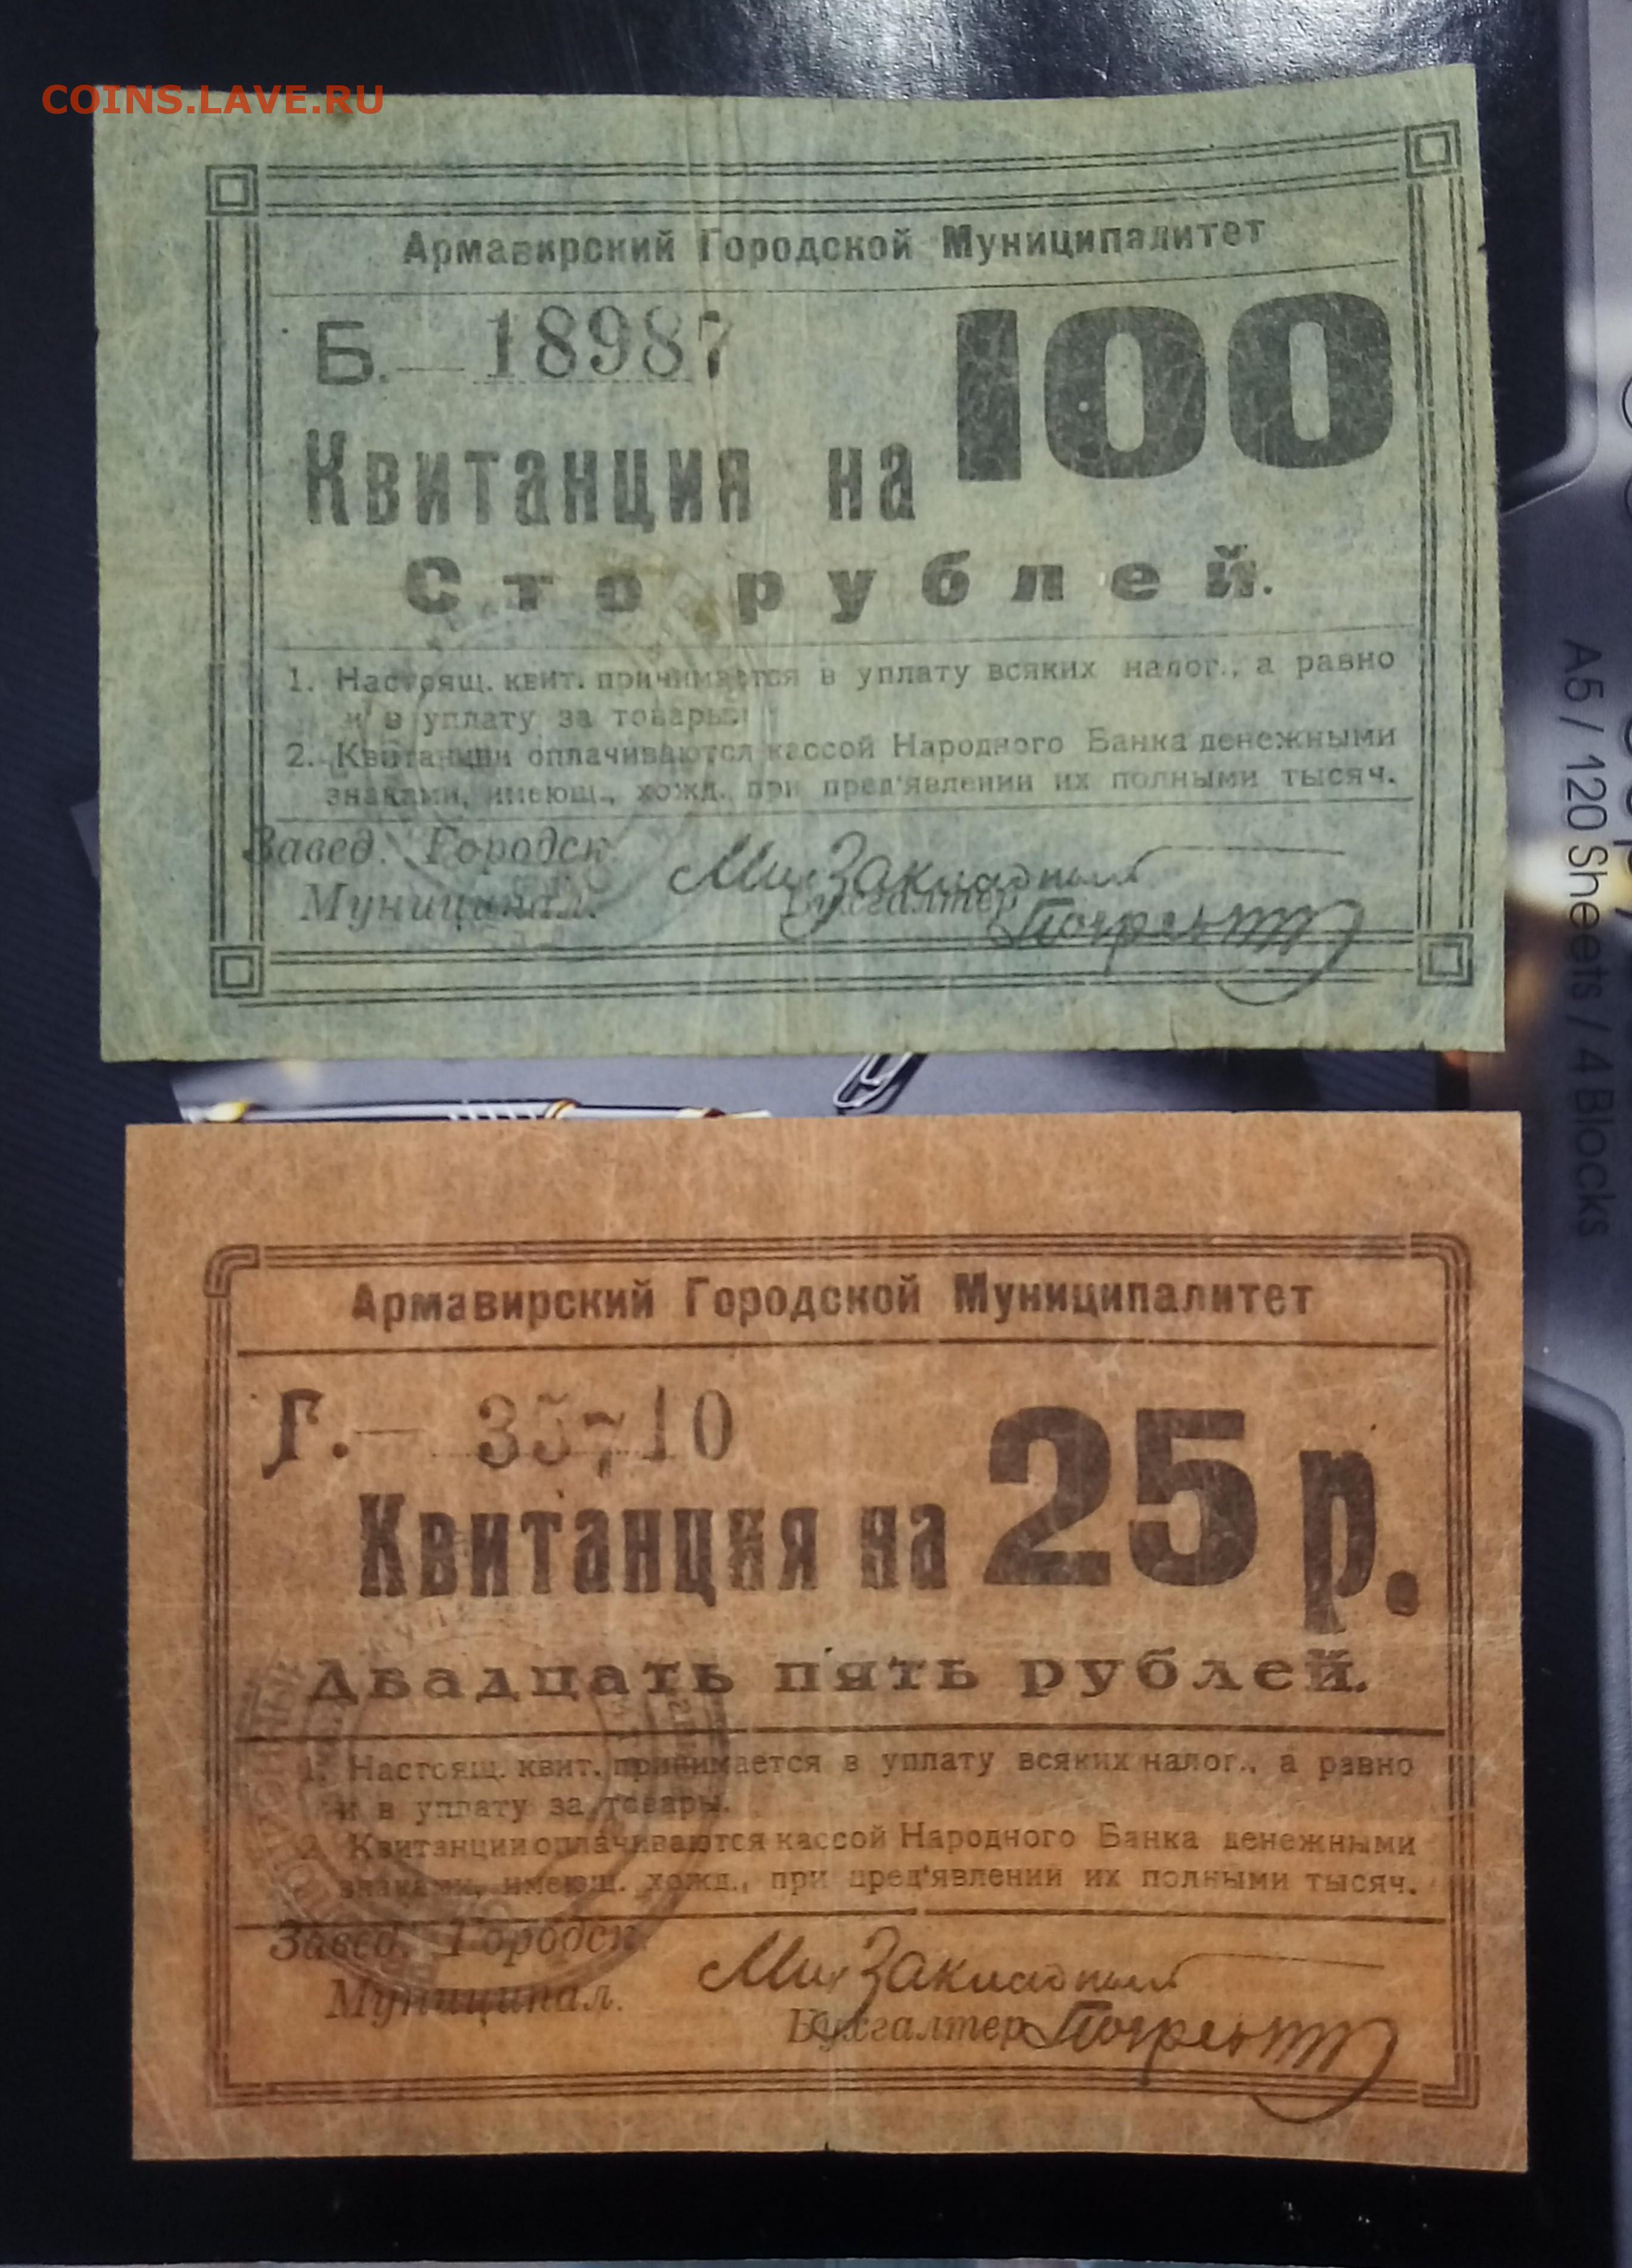 COINS.LAVE.RU
Армавирский Городской Муниципалитет
Б.— 18987
100
Квитанция на
Сто рублей.
1. Настоящ. квит. принимается в уплату всяких налог., а равно
и в уплату за товары.
2. Квитанции оплачиваются кассой Народного Банка денежными
знаками, имеющ., хожд., при пред'явлении их полными тысяч.
Завед. Городск.
Муниципал.
Бухгалтер
A5 / 120 Sheets / 4 Blocks
Армавирский Городской Муниципалитет
Г.— 35710
Квитанция на 25 р.
Двадцать пять рублей.
1. Настоящ. квит. принимается в уплату всяких налог., а равно
и в уплату за товары.
2. Квитанции оплачиваются кассой Народного Банка денежными
знаками, имеющ. хожд., при пред'явлении их полными тысяч.
Завед. Городск.
Муниципал.
Бухгалтер